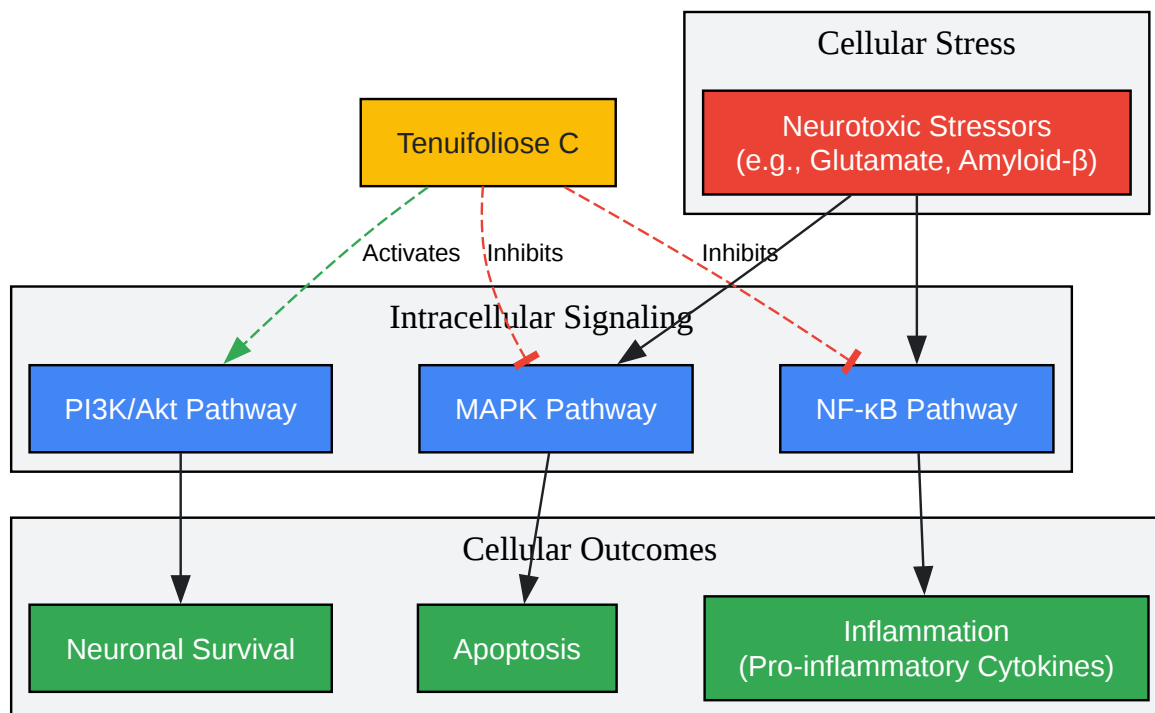 Cellular Stress
Tenuifoliose C
Neurotoxic Stressors
(e.g., Glutamate, Amyloid-β)
Activates
Inhibits
Inhibits
Intracellular Signaling
PI3K/Akt Pathway
MAPK Pathway
NF-κB Pathway
Cellular Outcomes
Neuronal Survival
Apoptosis
Inflammation
(Pro-inflammatory Cytokines)